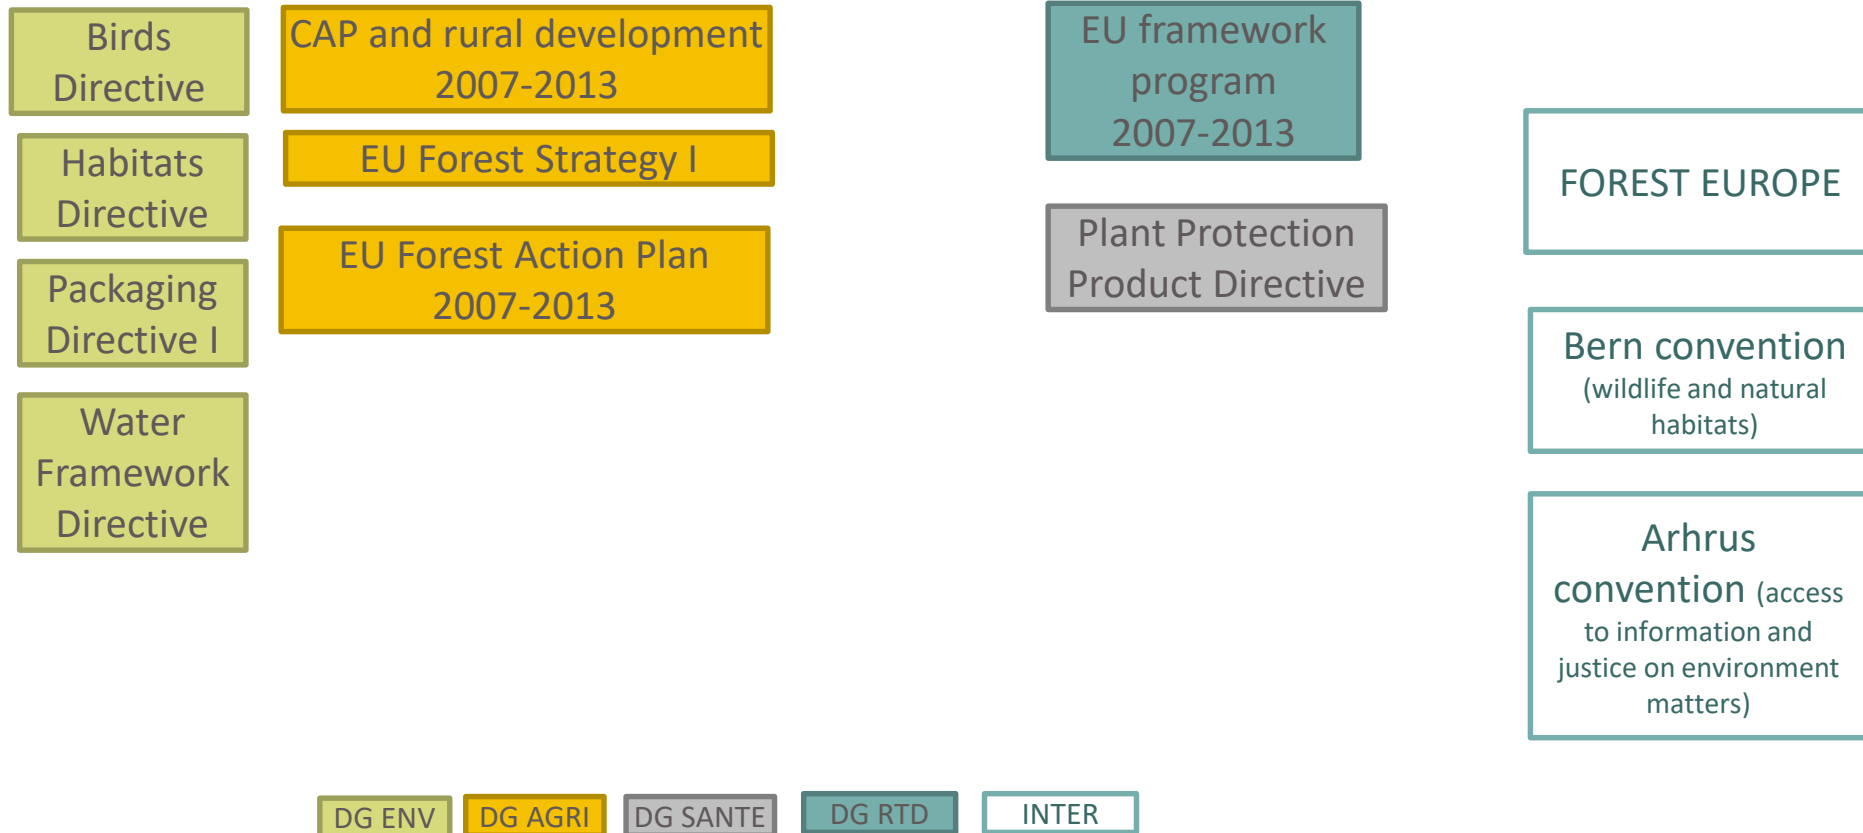 Birds
Directive
Habitats
Directive
Packaging
Directive I
Water
Framework
Directive
CAP and rural development
2007-2013
EU Forest Strategy I
EU Forest Action Plan
2007-2013
EU framework
program
2007-2013
Plant Protection
Product Directive
FOREST EUROPE
Bern convention
(wildlife and natural
habitats)
Arhrus
convention (access
to information and
justice on environment
matters)
DG ENV
DG AGRI
DG SANTE
DG RTD
INTER